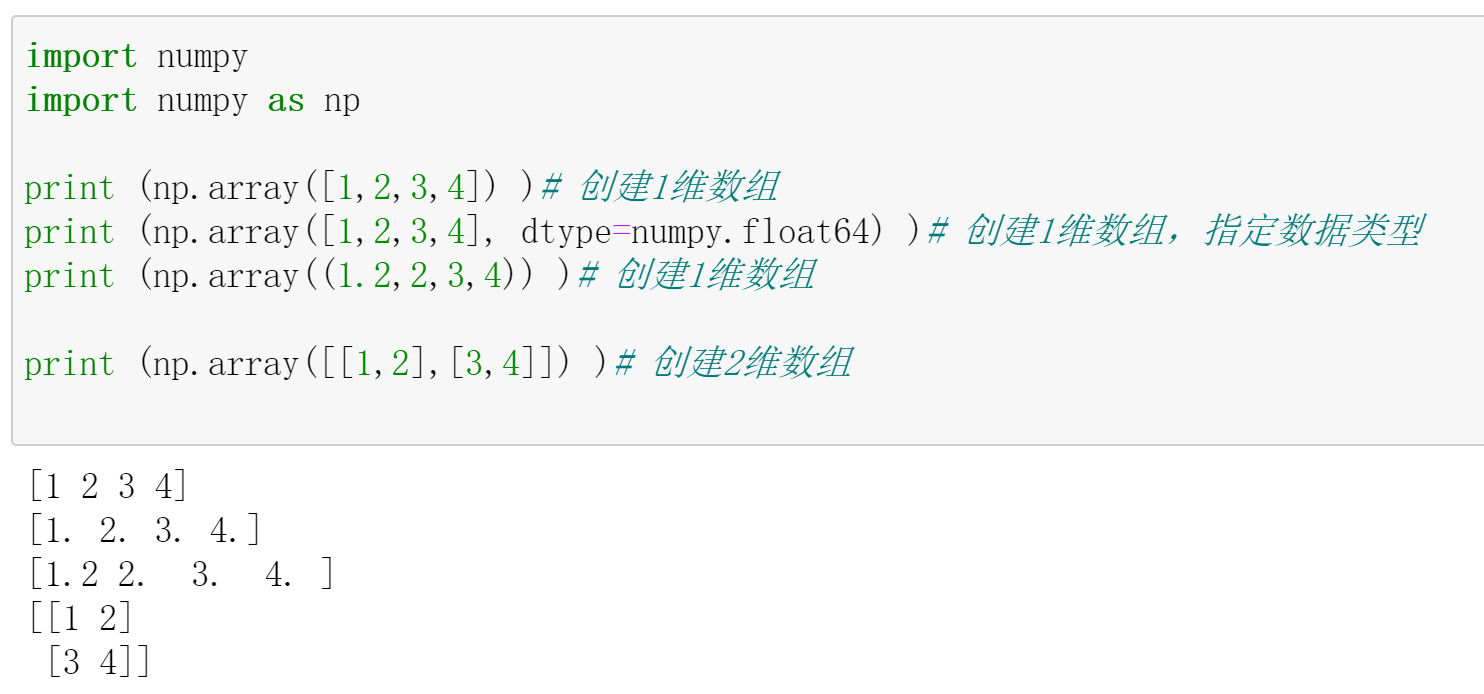 import numpy
import numpy as np
print (np.array([1,2,3,4]) )# 创建1维数组
print (np.array([1,2,3,4], dtype=numpy.float64) )# 创建1维数组，指定数据类型
print (np.array((1.2,2,3,4)) )# 创建1维数组
print (np.array([[1,2],[3,4]]) )# 创建2维数组
[1 2 3 4]
[1. 2. 3. 4.]
[1.2 2.  3.  4. ]
[[1 2]
 [3 4]]